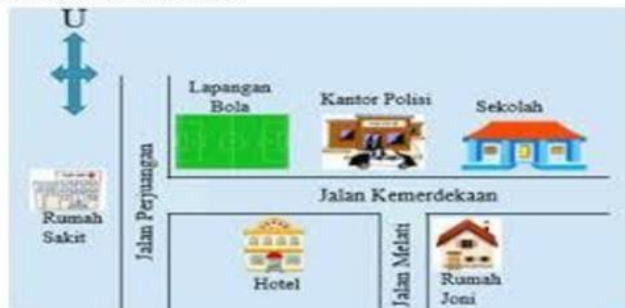 U
Lapangan
Bola
Kantor Polisi
Sekolah
Jalan Perjuangan
Rumah
Sakit
Jalan Kemerdekaan
Hotel
Jalan Melati
Rumah
Joni